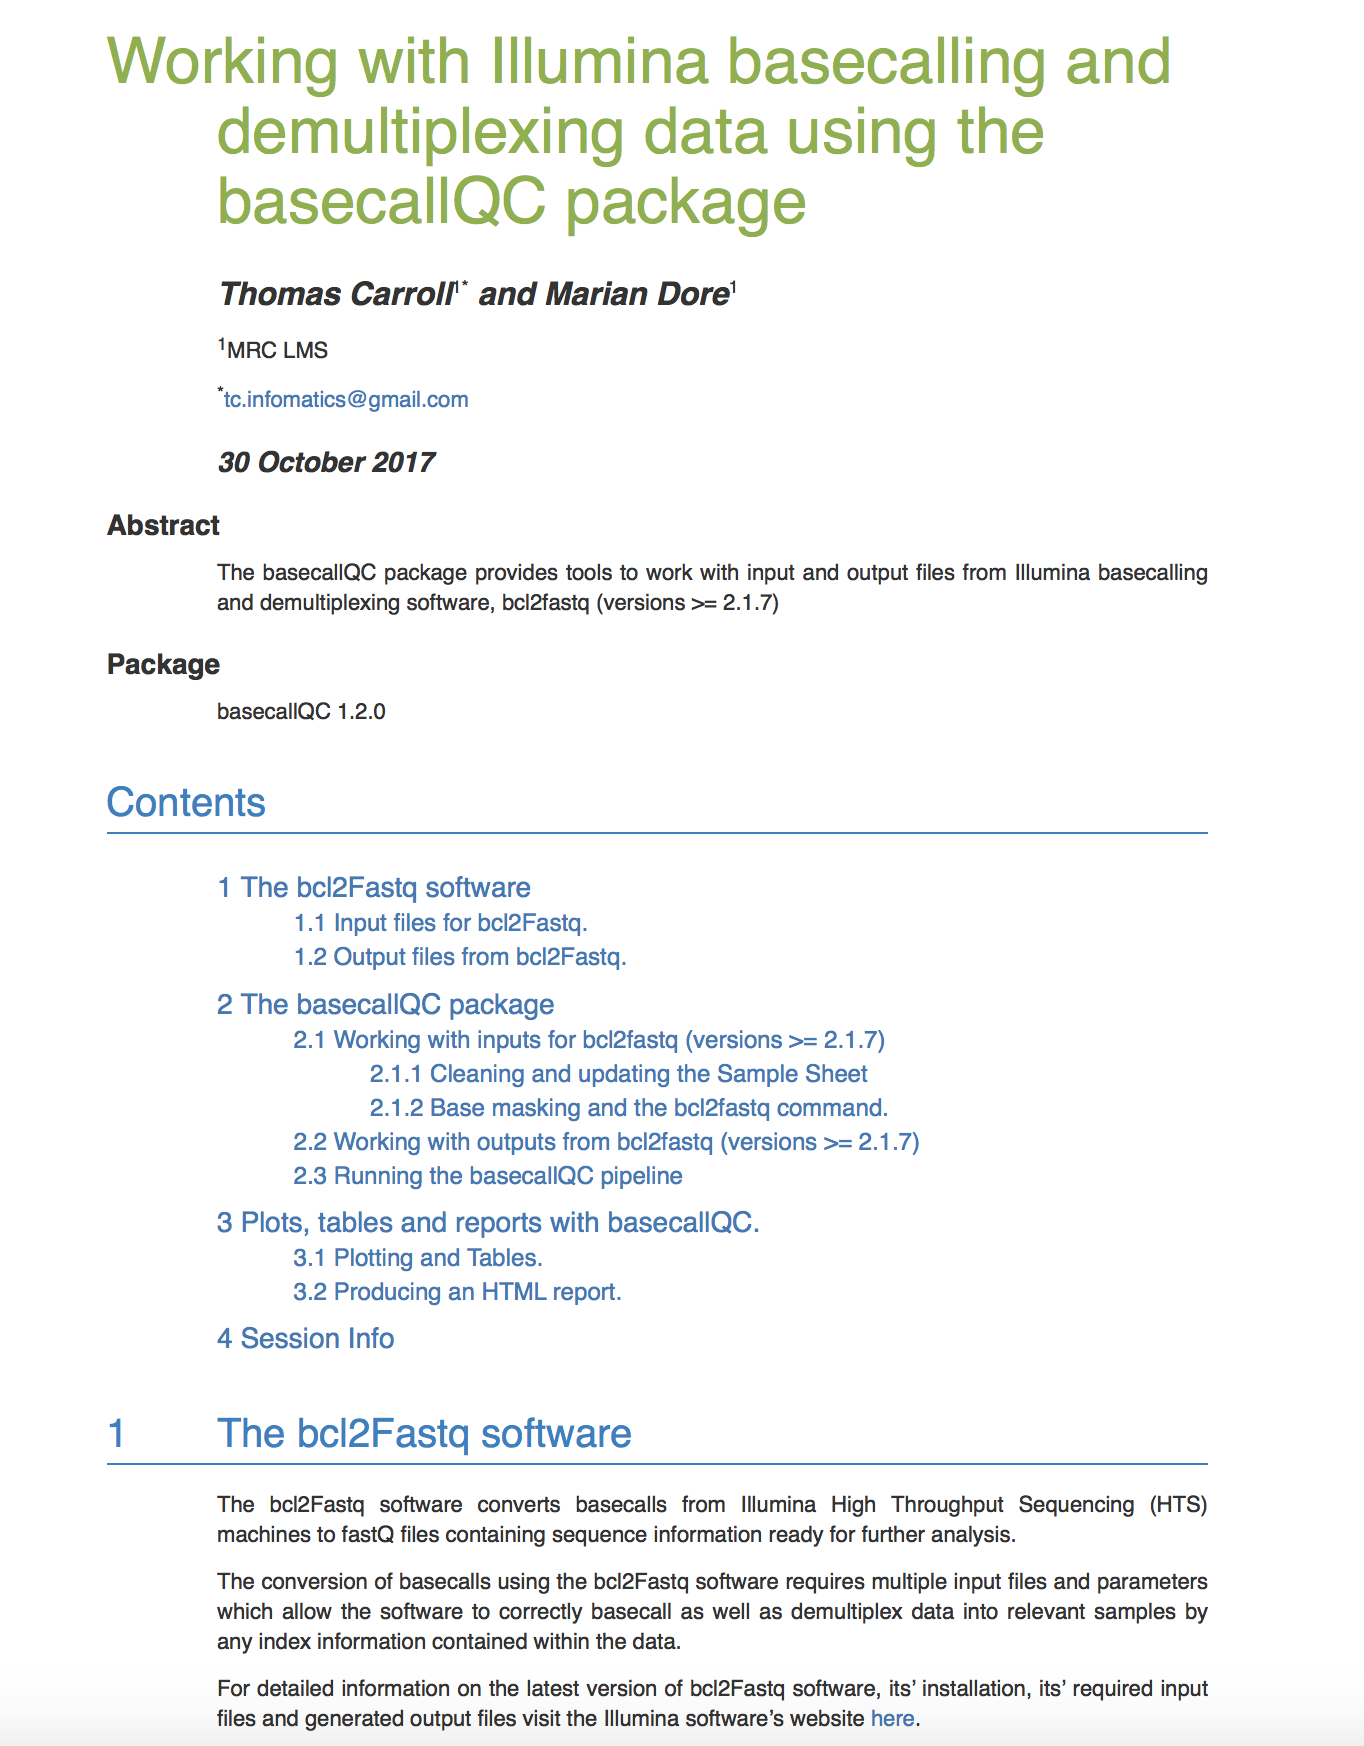 Working with Illumina basecalling and
demultiplexing data using the
basecallQC package
Thomas Carroll1* and Marian Dore1
1MRC LMS
*tc.infomatics@gmail.com
30 October 2017
Abstract
The basecallQC package provides tools to work with input and output files from Illumina basecalling
and demultiplexing software, bcl2fastq (versions >= 2.1.7)
Package
basecallQC 1.2.0
Contents
1 The bcl2Fastq software
1.1 Input files for bcl2Fastq.
1.2 Output files from bcl2Fastq.
2 The basecallQC package
2.1 Working with inputs for bcl2fastq (versions >= 2.1.7)
2.1.1 Cleaning and updating the Sample Sheet
2.1.2 Base masking and the bcl2fastq command.
2.2 Working with outputs from bcl2fastq (versions >= 2.1.7)
2.3 Running the basecallQC pipeline
3 Plots, tables and reports with basecallQC.
3.1 Plotting and Tables.
3.2 Producing an HTML report.
4 Session Info
1 The bcl2Fastq software
The bcl2Fastq software converts basecalls from Illumina High Throughput Sequencing (HTS)
machines to fastQ files containing sequence information ready for further analysis.
The conversion of basecalls using the bcl2Fastq software requires multiple input files and parameters
which allow the software to correctly basecall as well as demultiplex data into relevant samples by
any index information contained within the data.
For detailed information on the latest version of bcl2Fastq software, its’ installation, its’ required input
files and generated output files visit the Illumina software’s website here.